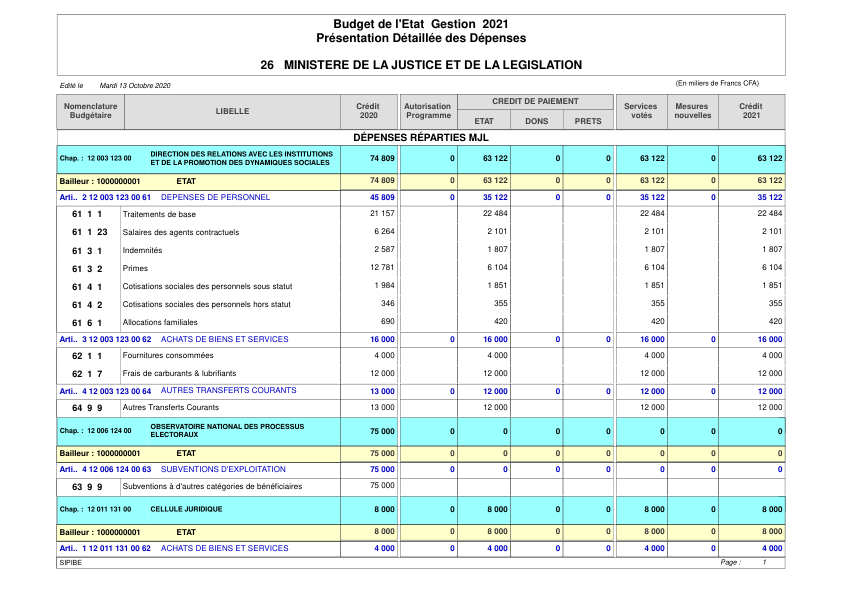 Budget de l'Etat Gestion 2021
Présentation Détaillée des Dépenses
26 MINISTERE DE LA JUSTICE ET DE LA LEGISLATION
Edité le Mardi 13 Octobre 2020 (En miliers de Francs CFA)
Nomenclature Budgétaire LIBELLE Crédit 2020 Autorisation Programme CREDIT DE PAIEMENT ETAT DONS PRETS Services votés Mesures nouvelles Crédit 2021
DÉPENSES RÉPARTIES MJL
Chap. : 12 003 123 00 DIRECTION DES RELATIONS AVEC LES INSTITUTIONS ET DE LA PROMOTION DES DYNAMIQUES SOCIALES 74 809 0 63 122 0 0 63 122 0 63 122
Bailleur : 1000000001 ETAT 74 809 0 63 122 0 0 63 122 0 63 122
Arti.. 2 12 003 123 00 61 DEPENSES DE PERSONNEL 45 809 0 35 122 0 0 35 122 0 35 122
61 1 1 Traitements de base 21 157 22 484 22 484 22 484
61 1 23 Salaires des agents contractuels 6 264 2 101 2 101 2 101
61 3 1 Indemnités 2 587 1 807 1 807 1 807
61 3 2 Primes 12 781 6 104 6 104 6 104
61 4 1 Cotisations sociales des personnels sous statut 1 984 1 851 1 851 1 851
61 4 2 Cotisations sociales des personnels hors statut 346 355 355 355
61 6 1 Allocations familiales 690 420 420 420
Arti.. 3 12 003 123 00 62 ACHATS DE BIENS ET SERVICES 16 000 0 16 000 0 0 16 000 0 16 000
62 1 1 Fournitures consommées 4 000 4 000 4 000 4 000
62 1 7 Frais de carburants & lubrifiants 12 000 12 000 12 000 12 000
Arti.. 4 12 003 123 00 64 AUTRES TRANSFERTS COURANTS 13 000 0 12 000 0 0 12 000 0 12 000
64 9 9 Autres Transferts Courants 13 000 12 000 12 000 12 000
Chap. : 12 006 124 00 OBSERVATOIRE NATIONAL DES PROCESSUS ELECTORAUX 75 000 0 0 0 0 0 0 0
Bailleur : 1000000001 ETAT 75 000 0 0 0 0 0 0 0
Arti.. 4 12 006 124 00 63 SUBVENTIONS D'EXPLOITATION 75 000 0 0 0 0 0 0 0
63 9 9 Subventions à d'autres catégories de bénéficiaires 75 000
Chap. : 12 011 131 00 CELLULE JURIDIQUE 8 000 0 8 000 0 0 8 000 0 8 000
Bailleur : 1000000001 ETAT 8 000 0 8 000 0 0 8 000 0 8 000
Arti.. 1 12 011 131 00 62 ACHATS DE BIENS ET SERVICES 4 000 0 4 000 0 0 4 000 0 4 000
SIPIBE Page : 1